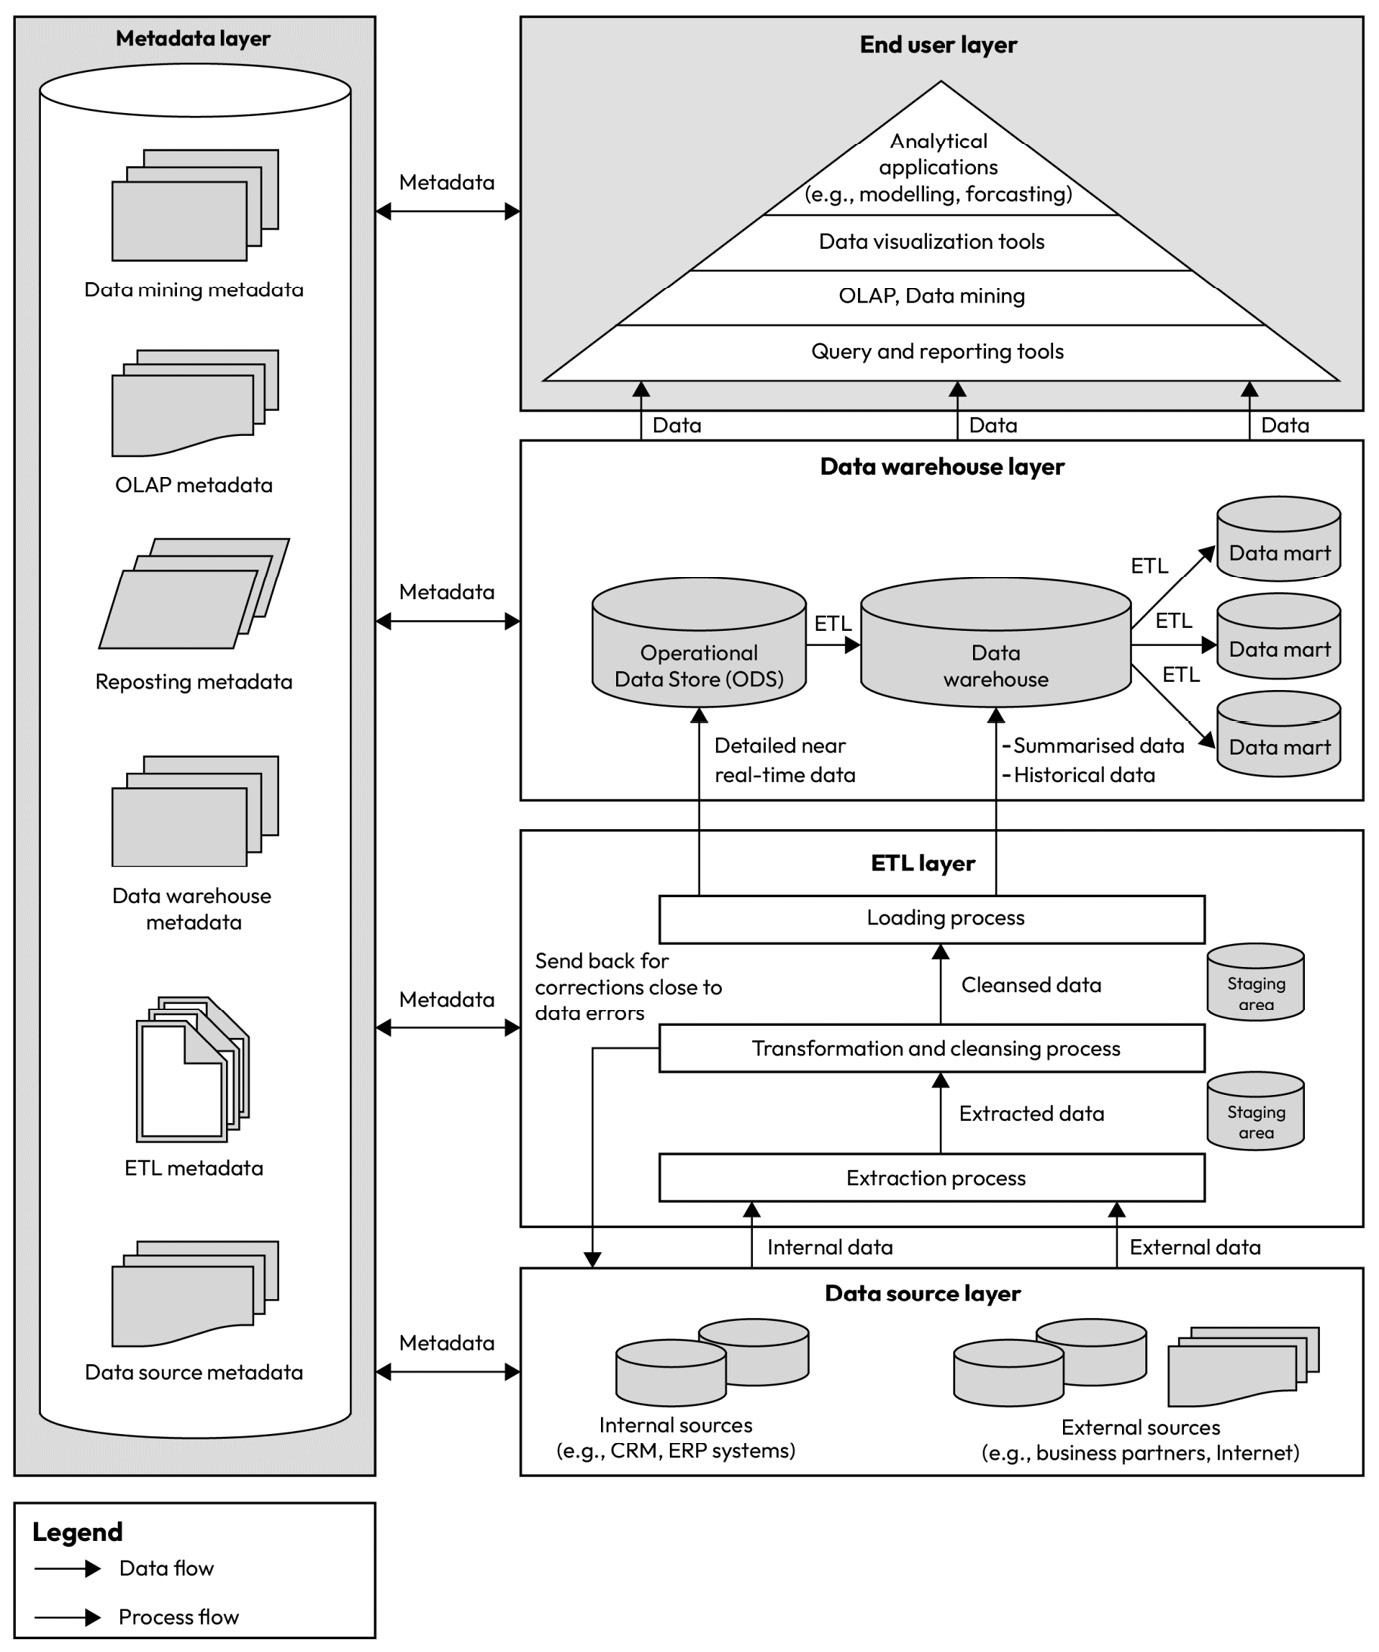 Metadata layer
Data mining metadata
OLAP metadata
Reposting metadata
Data warehouse
metadata
ETL metadata
Data source metadata
Metadata
Metadata
Metadata
Metadata
End user layer
Analytical
applications
(e.g., modelling, forcasting)
Data visualization tools
OLAP, Data mining
Query and reporting tools
Data
Data
Data
Data warehouse layer
Operational
Data Store (ODS)
ETL
Data
warehouse
ETL
ETL
ETL
Data mart
Data mart
Data mart
Detailed near
real-time data
-Summarised data
-Historical data
ETL layer
Loading process
Send back for
corrections close to
data errors
Cleansed data
Staging
area
Transformation and cleansing process
Extracted data
Staging
area
Extraction process
Internal data
External data
Data source layer
Internal sources
(e.g., CRM, ERP systems)
External sources
(e.g., business partners, Internet)
Legend
Data flow
Process flow